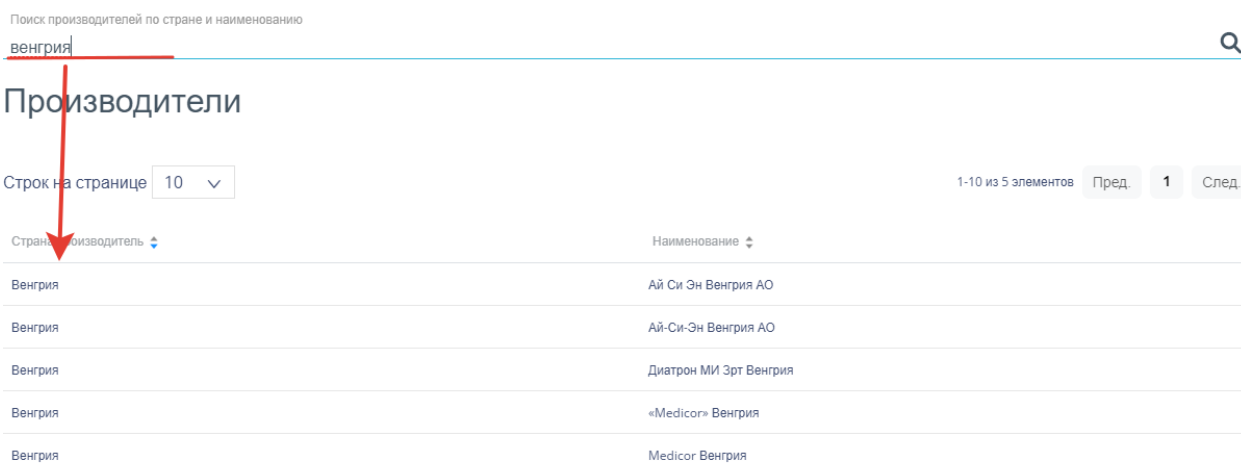 Поиск производителей по стране и наименованию
венгрия
Производители
Строк на странице 10 1-10 из 5 элементов Пред. 1 След.
Страна производитель Наименование
Венгрия Ай Си Эн Венгрия АО
Венгрия Ай-Си-Эн Венгрия АО
Венгрия Диатрон МИ Зрт Венгрия
Венгрия «Medicor» Венгрия
Венгрия Medicor Венгрия